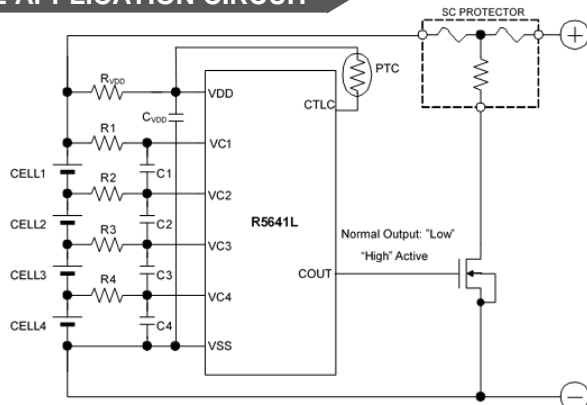 APPLICATION CIRCUIT
SC PROTECTOR
+
RVDD
PTC
VDD
CVDD
CTLC
R1
VC1
CELL1
C1
R2
VC2
CELL2
C2
R5641L
R3
VC3
Normal Output: "Low"
"High" Active
CELL3
C3
COUT
R4
VC4
CELL4
C4
VSS
−